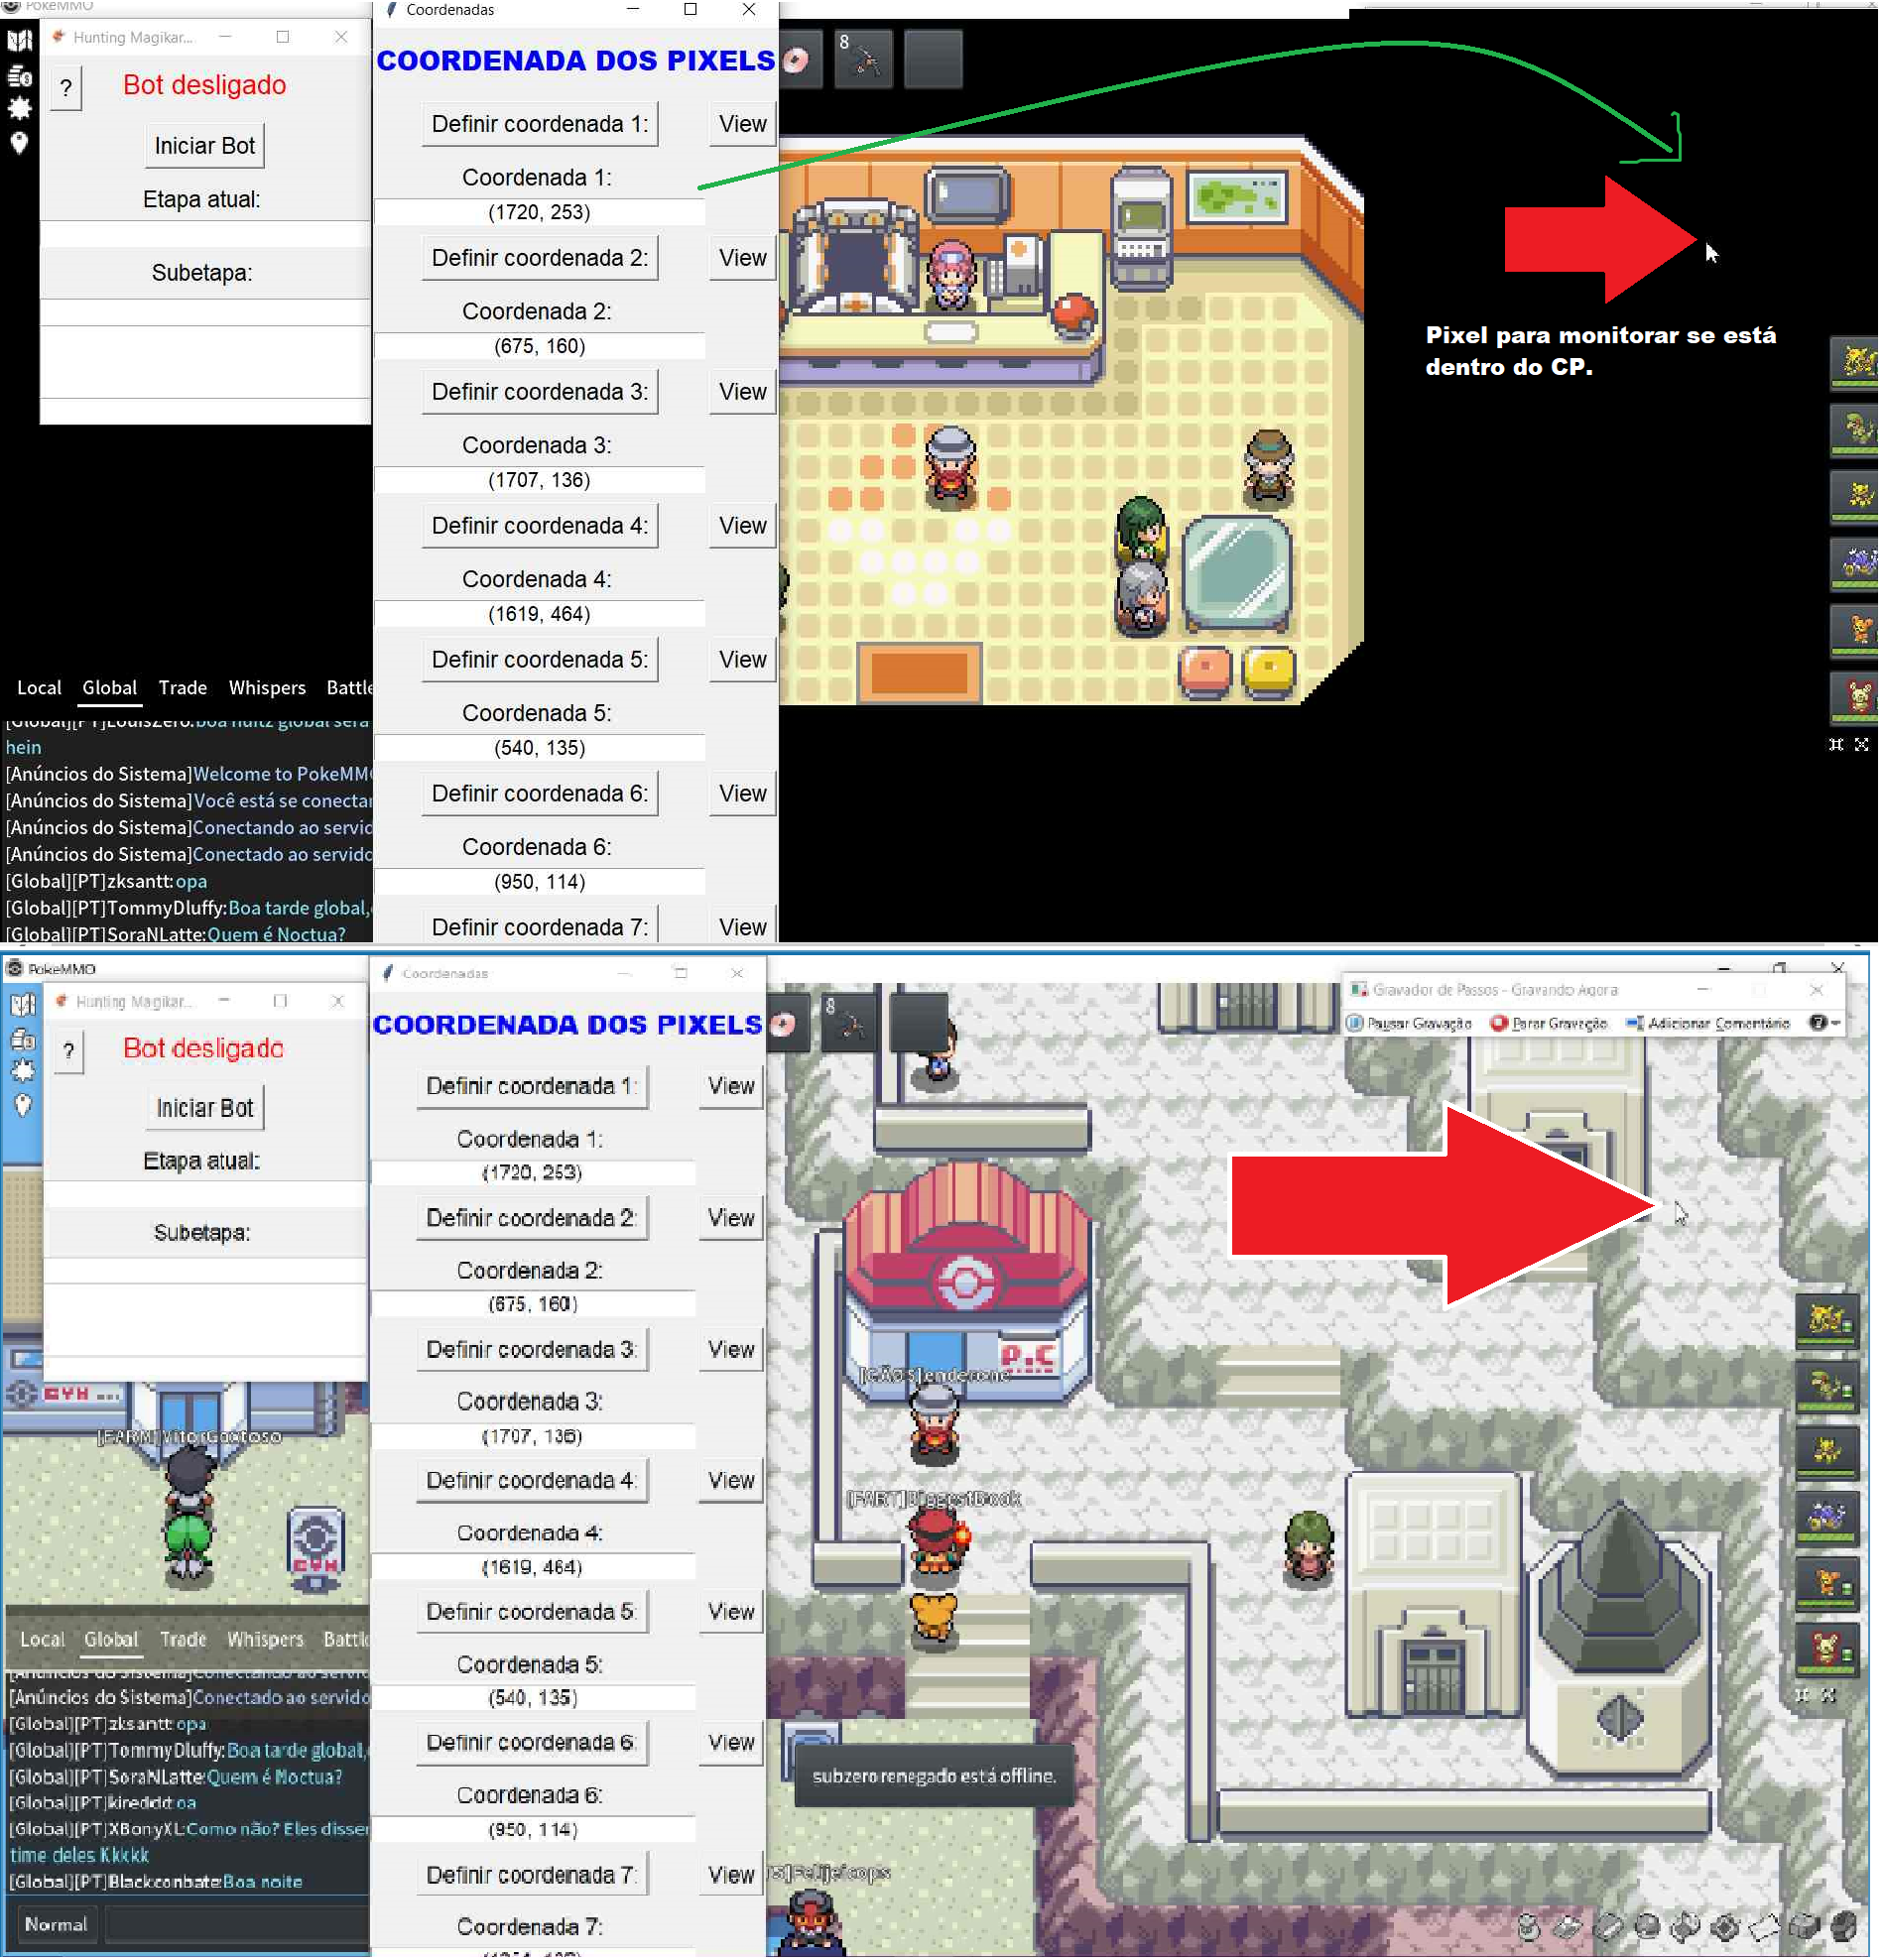 PokeMMO
Hunting Magikar...
?
Bot desligado
Iniciar Bot
Etapa atual:
Subetapa:
Coordenadas
COORDENADA DOS PIXELS
Definir coordenada 1:
View
Coordenada 1:
(1720, 253)
Definir coordenada 2:
View
Coordenada 2:
(675, 160)
Definir coordenada 3:
View
Coordenada 3:
(1707, 136)
Definir coordenada 4:
View
Coordenada 4:
(1619, 464)
Definir coordenada 5:
View
Coordenada 5:
(540, 135)
Definir coordenada 6:
View
Coordenada 6:
(950, 114)
Definir coordenada 7:
View
8
Pixel para monitorar se está
dentro do CP.
Local Global Trade Whispers Battle
[Global][PT]LouisZero:boa noitz global será
hein
[Anúncios do Sistema]Welcome to PokeMM
[Anúncios do Sistema]Você está se conectar
[Anúncios do Sistema]Conectando ao servid
[Anúncios do Sistema]Conectado ao servido
[Global][PT]zksantt:opa
[Global][PT]TommyDluffy:Boa tarde global,
[Global][PT]SoraNLatte:Quem é Noctua?
PokeMMO
Hunting Magikar...
?
Bot desligado
Iniciar Bot
Etapa atual:
Subetapa:
Coordenadas
COORDENADA DOS PIXELS
Definir coordenada 1:
View
Coordenada 1:
(1720, 253)
Definir coordenada 2:
View
Coordenada 2:
(675, 160)
Definir coordenada 3:
View
Coordenada 3:
(1707, 136)
Definir coordenada 4:
View
Coordenada 4:
(1619, 464)
Definir coordenada 5:
View
Coordenada 5:
(540, 135)
Definir coordenada 6:
View
Coordenada 6:
(950, 114)
Definir coordenada 7:
View
Coordenada 7:
8
Gravador de Passos - Gravando Agora
Pausar Gravação Parar Gravação Adicionar Comentário
P.C
[GÃØS]enderone
[FART]BiggestBook
GYM ...
[FARM]VitorGoxtoso
GYM
subzerorenegado está offline.
S]Felijeicops
Local Global Trade Whispers Battle
[Anúncios do Sistema]Conectando ao servid
[Anúncios do Sistema]Conectado ao servido
[Global][PT]zksantt:opa
[Global][PT]TommyDluffy:Boa tarde global,
[Global][PT]SoraNLatte:Quem é Noctua?
[Global][PT]kireddd:oa
[Global][PT]XBonyXL:Como não? Eles disser
time deles Kkkkk
[Global][PT]Blackconbate:Boa noite
Normal